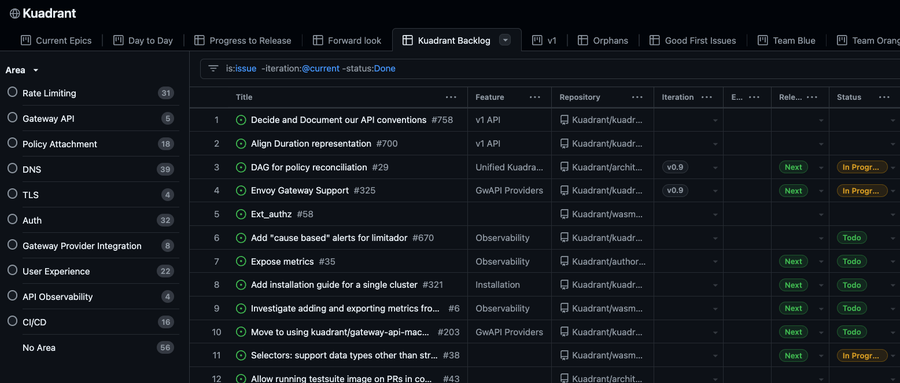 Kuadrant
Current Epics Day to Day Progress to Release Forward look Kuadrant Backlog v1 Orphans Good First Issues Team Blue Team Orang
Area
Rate Limiting 31
Gateway API 5
Policy Attachment 18
DNS 39
TLS 4
Auth 32
Gateway Provider Integration 8
User Experience 22
API Observability 4
CI/CD 16
No Area 56
is:issue -iteration:@current -status:Done
Title ... Feature ... Repository ... Iteration ... E... ... Rele... ... Status ...
1 Decide and Document our API conventions #758 v1 API Kuadrant/kuadr...
2 Align Duration representation #700 v1 API Kuadrant/kuadr...
3 DAG for policy reconciliation #29 Unified Kuadra... Kuadrant/archit... v0.9 Next In Progr...
4 Envoy Gateway Support #325 GwAPI Providers Kuadrant/kuadr... v0.9 Next In Progr...
5 Ext_authz #58 Kuadrant/wasm...
6 Add "cause based" alerts for limitador #670 Observability Kuadrant/kuadr... Todo
7 Expose metrics #35 Observability Kuadrant/author... Next Todo
8 Add installation guide for a single cluster #321 Installation Kuadrant/kuadr... Next Todo
9 Investigate adding and exporting metrics fro... #6 Observability Kuadrant/wasm... Next Todo
10 Move to using kuadrant/gateway-api-mac... #203 GwAPI Providers Kuadrant/kuadr... Next Todo
11 Selectors: support data types other than str... #38 Kuadrant/wasm... Next In Progr...
12 Allow running testsuite image on PRs in co... #43 Kuadrant/archit...